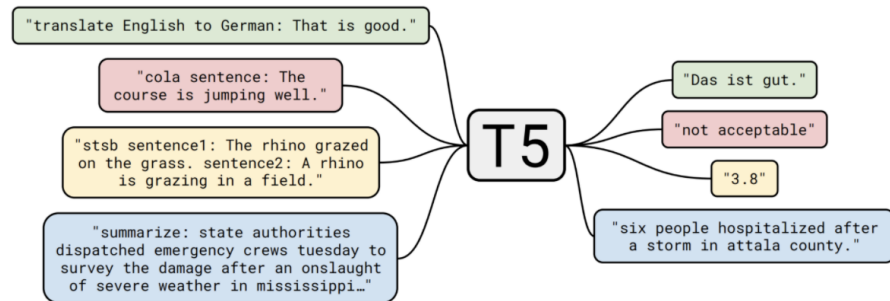 "translate English to German: That is good."
"cola sentence: The
course is jumping well."
"stsb sentence1: The rhino grazed
on the grass. sentence2: A rhino
is grazing in a field."
"summarize: state authorities
dispatched emergency crews tuesday to
survey the damage after an onslaught
of severe weather in mississippi…"
T5
"Das ist gut."
"not acceptable"
"3.8"
"six people hospitalized after
a storm in attala county."